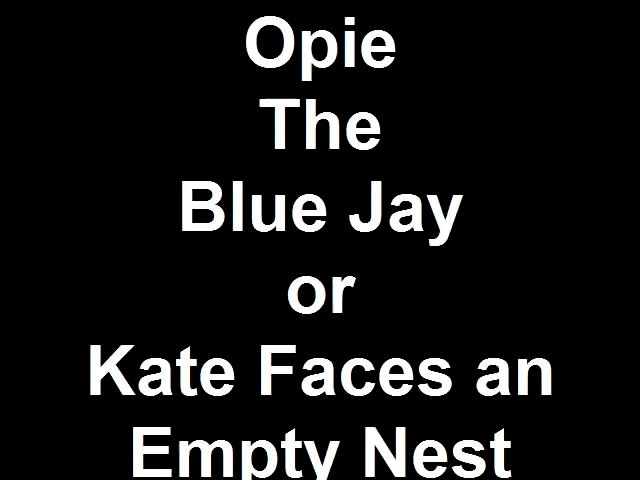 Opie
The
Blue Jay
or
Kate Faces an
Empty Nest